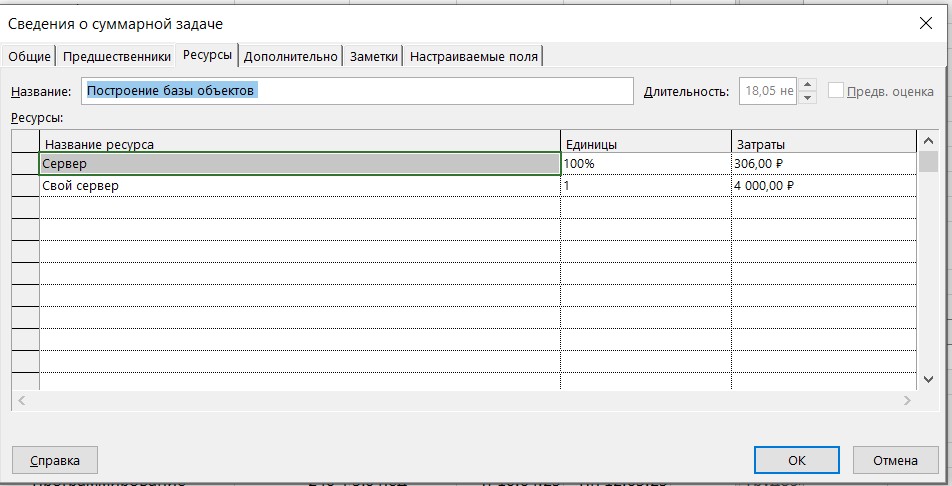 Сведения о суммарной задаче
Общие Предшественники Ресурсы Дополнительно Заметки Настраиваемые поля
Название: Построение базы объектов Длительность: 18,05 не Предв. оценка
Ресурсы:
Название ресурса Единицы Затраты
Сервер 100% 306,00 ₽
Свой сервер 1 4 000,00 ₽
Справка ОК Отмена